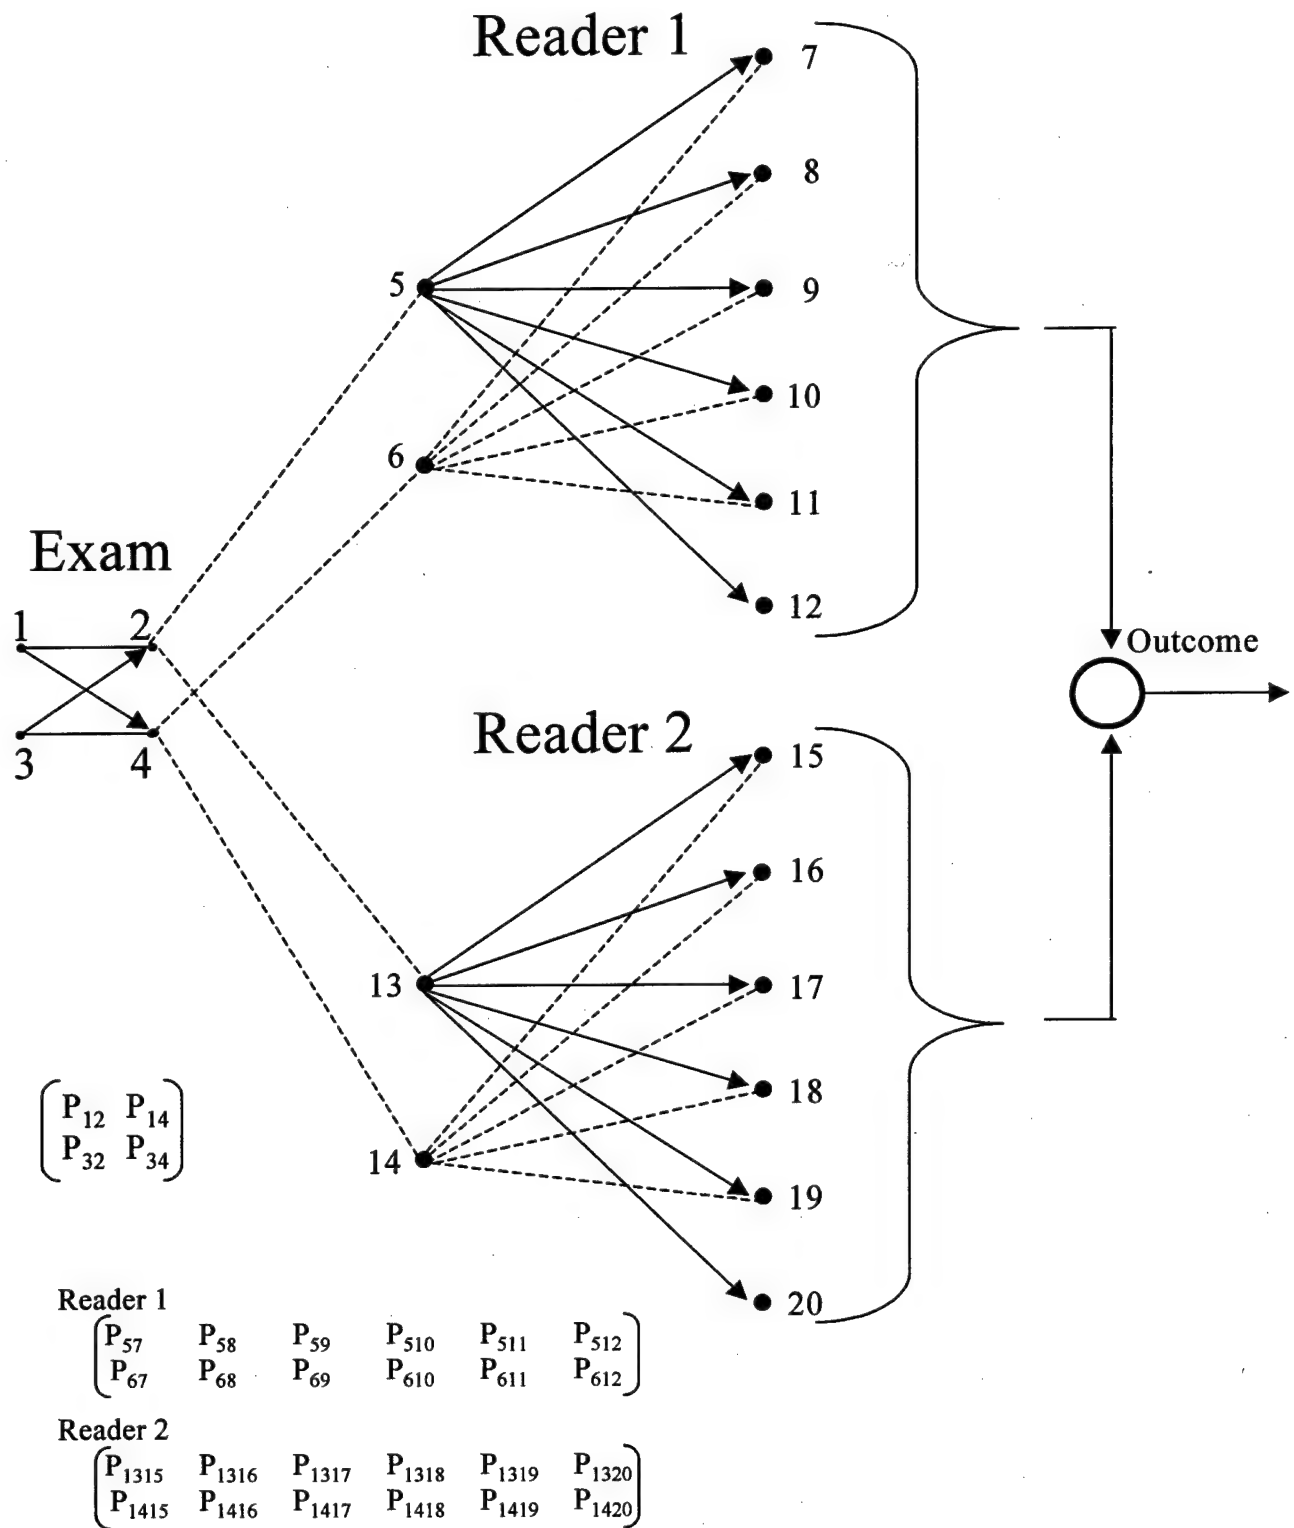 Reader 1
7
8
5
9
10
6
11
Exam
12
1
2
Outcome
3
4
Reader 2
15
16
13
17
18
14
19
20
P12 P14
P32 P34
Reader 1
P57 P58 P59 P510 P511 P512
P67 P68 P69 P610 P611 P612
Reader 2
P1315 P1316 P1317 P1318 P1319 P1320
P1415 P1416 P1417 P1418 P1419 P1420